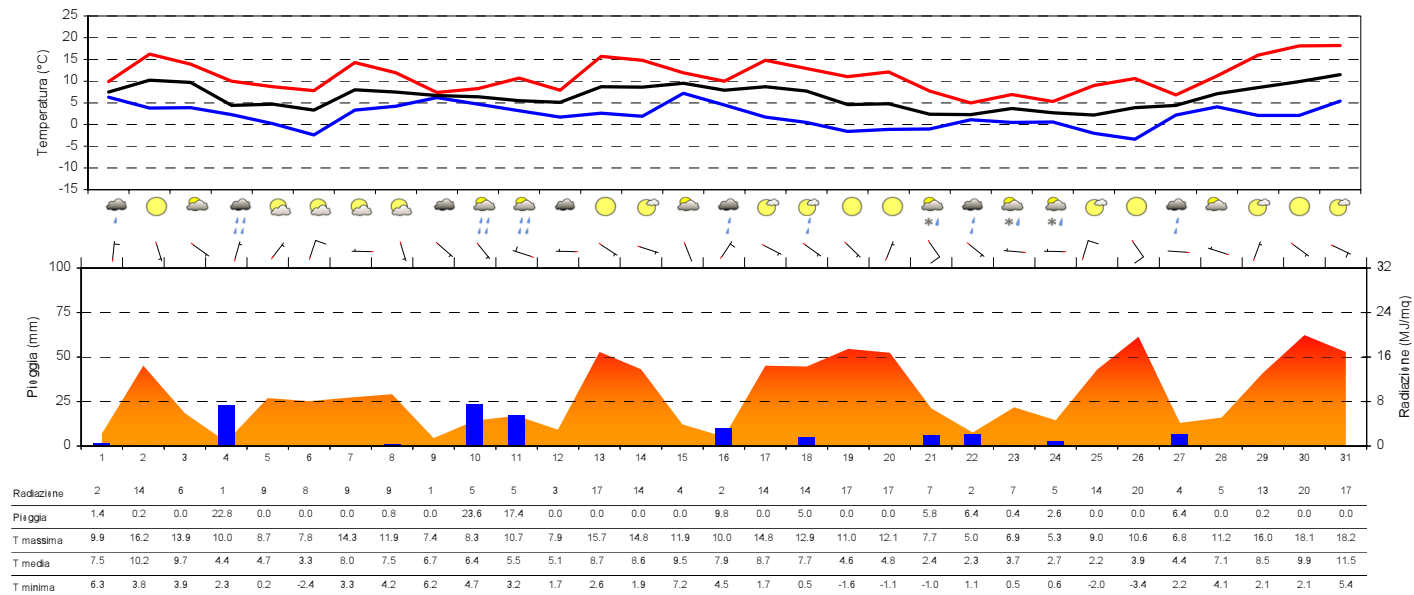 Temperatura (°C)
25
20
15
10
5
0
-5
-10
-15
Pioggia (mm)
100
75
50
25
0
Radiazione (MJ/mq)
32
24
16
8
0
1 2 3 4 5 6 7 8 9 10 11 12 13 14 15 16 17 18 19 20 21 22 23 24 25 26 27 28 29 30 31
Radiazione 2 14 6 1 9 8 9 9 1 5 5 3 17 14 4 2 14 14 17 17 7 2 7 5 14 20 4 5 13 20 17
Pioggia 1.4 0.2 0.0 22.8 0.0 0.0 0.0 0.8 0.0 23.6 17.4 0.0 0.0 0.0 0.0 9.8 0.0 5.0 0.0 0.0 5.8 6.4 0.4 2.6 0.0 0.0 6.4 0.0 0.2 0.0 0.0
T massima 9.9 16.2 13.9 10.0 8.7 7.8 14.3 11.9 7.4 8.3 10.7 7.9 15.7 14.8 11.9 10.0 14.8 12.9 11.0 12.1 7.7 5.0 6.9 5.3 9.0 10.6 6.8 11.2 16.0 18.1 18.2
T media 7.5 10.2 9.7 4.4 4.7 3.3 8.0 7.5 6.7 6.4 5.5 5.1 8.7 8.6 9.5 7.9 8.7 7.7 4.6 4.8 2.4 2.3 3.7 2.7 2.2 3.9 4.4 7.1 8.5 9.9 11.5
T minima 6.3 3.8 3.9 2.3 0.2 -2.4 3.3 4.2 6.2 4.7 3.2 1.7 2.6 1.9 7.2 4.5 1.7 0.5 -1.6 -1.1 -1.0 1.1 0.5 0.6 -2.0 -3.4 2.2 4.1 2.1 2.1 5.4